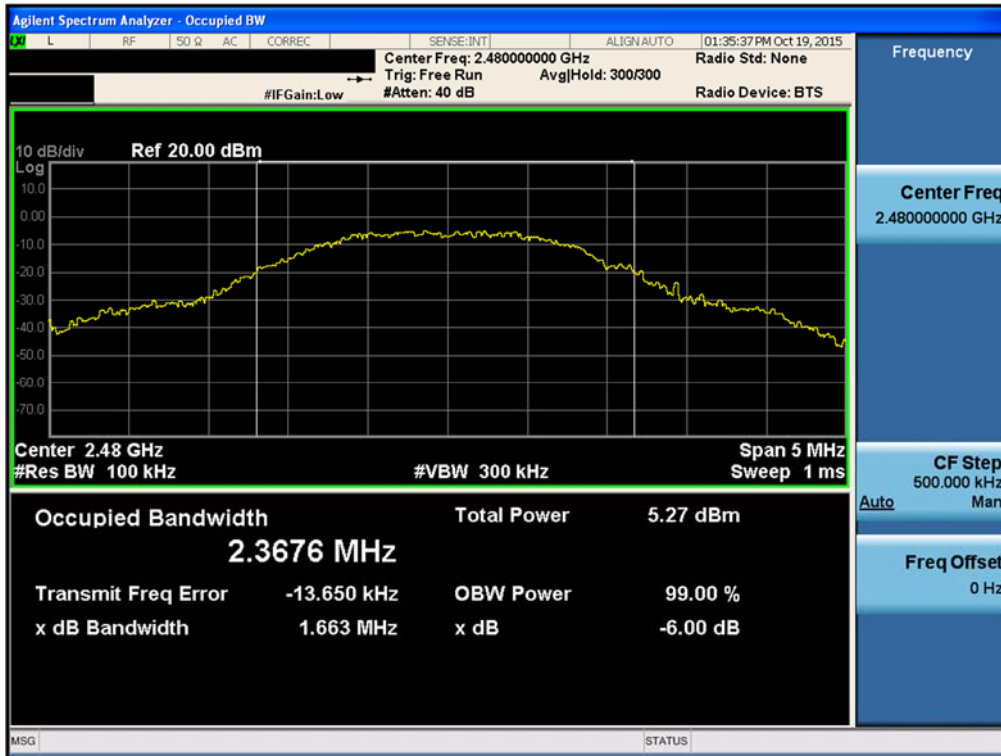 Agilent Spectrum Analyzer - Occupied BW
LXI L RF 50 Ω AC CORREC SENSE:INT ALIGN AUTO 01:35:37 PM Oct 19, 2015
Center Freq: 2.480000000 GHz Radio Std: None
Trig: Free Run Avg|Hold: 300/300
#IFGain:Low #Atten: 40 dB Radio Device: BTS
10 dB/div Ref 20.00 dBm
Log
10.0
0.00
-10.0
-20.0
-30.0
-40.0
-50.0
-60.0
-70.0
Center 2.48 GHz Span 5 MHz
#Res BW 100 kHz #VBW 300 kHz Sweep 1 ms
Occupied Bandwidth Total Power 5.27 dBm
2.3676 MHz
Transmit Freq Error -13.650 kHz OBW Power 99.00 %
x dB Bandwidth 1.663 MHz x dB -6.00 dB
MSG STATUS
Frequency
Center Freq
2.480000000 GHz
CF Step
500.000 kHz
Auto Man
Freq Offset
0 Hz